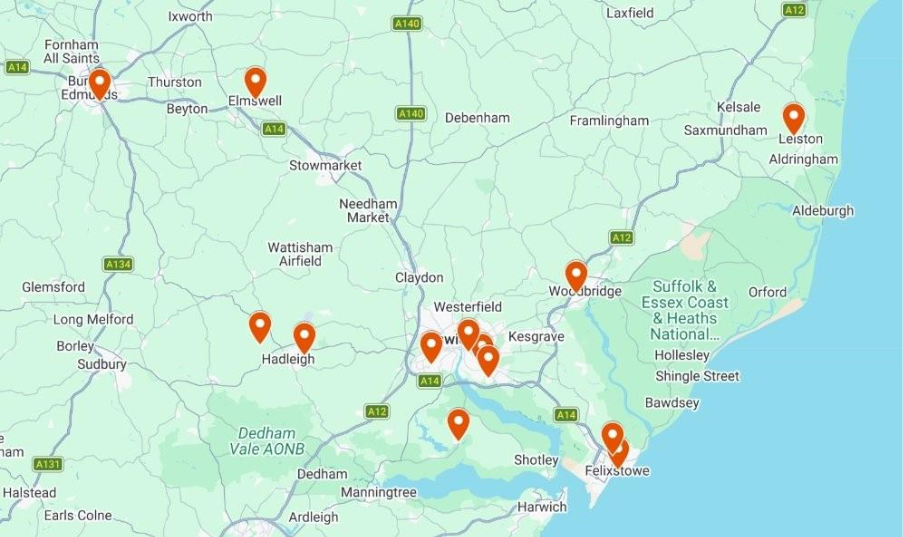 Ixworth
A140
Laxfield
A12
Fornham
All Saints
A14
Thurston
Elmswell
Beyton
A14
A140
Debenham
Framlingham
Kelsale
Saxmundham
Leiston
Aldringham
Stowmarket
Needham
Market
Aldeburgh
A12
Wattisham
Airfield
A134
Claydon
Glemsford
Woodbridge
Suffolk &
Essex Coast
& Heaths
National...
Orford
Long Melford
Westerfield
Kesgrave
Borley
Sudbury
Hadleigh
Hollesley
Shingle Street
A14
Bawdsey
A12
A14
Dedham
Vale AONB
A131
Shotley
Felixstowe
Dedham
Halstead
Manningtree
Harwich
Earls Colne
Ardleigh